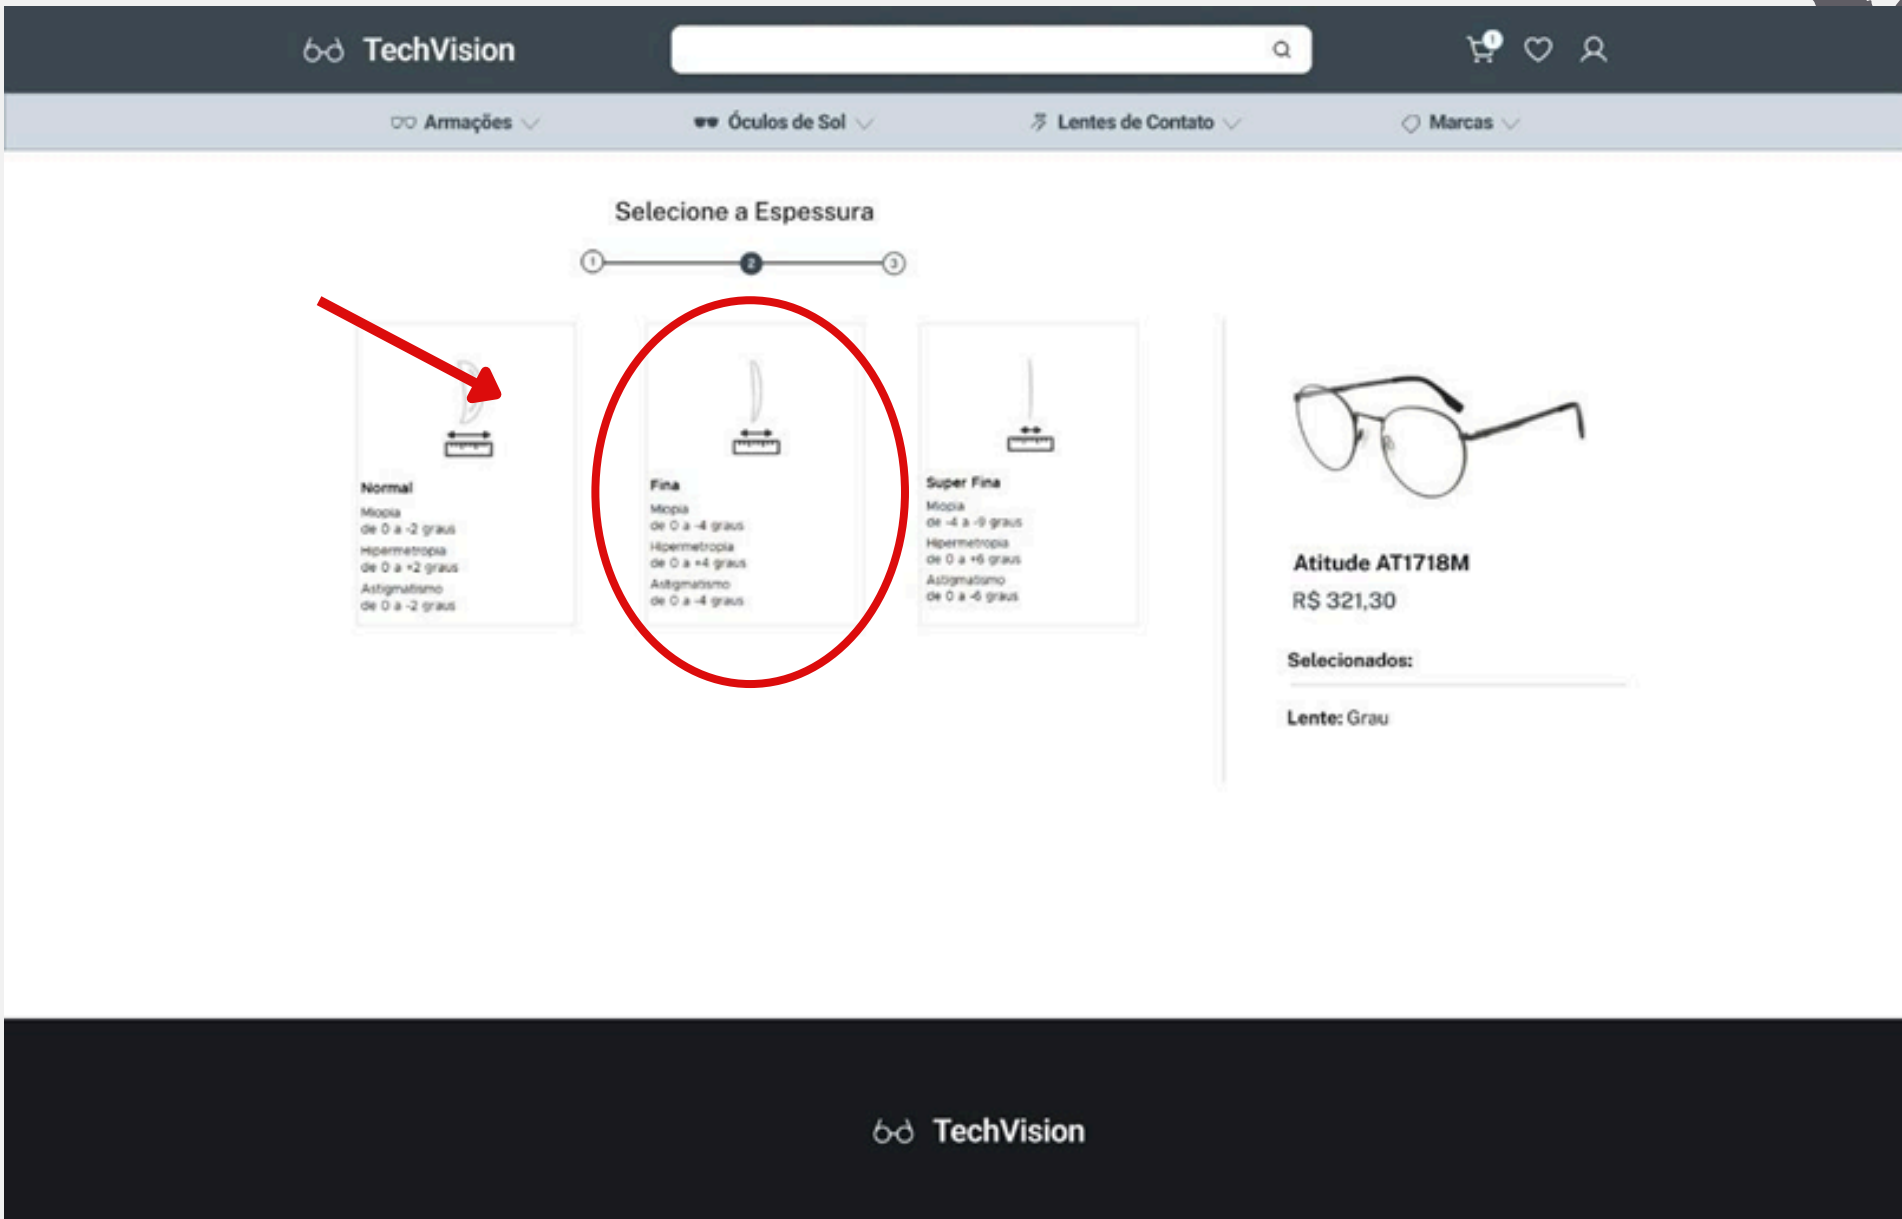 TechVision
1
Armações
Óculos de Sol
Lentes de Contato
Marcas
Selecione a Espessura
1
2
3
Normal
Miopia
de 0 a -2 graus
Hipermetropia
de 0 a +2 graus
Astigmatismo
de 0 a -2 graus
Fina
Miopia
de 0 a -4 graus
Hipermetropia
de 0 a +4 graus
Astigmatismo
de 0 a -4 graus
Super Fina
Miopia
de -4 a -9 graus
Hipermetropia
de 0 a +6 graus
Astigmatismo
de 0 a -6 graus
Atitude AT1718M
R$ 321,30
Selecionados:
Lente: Grau
TechVision